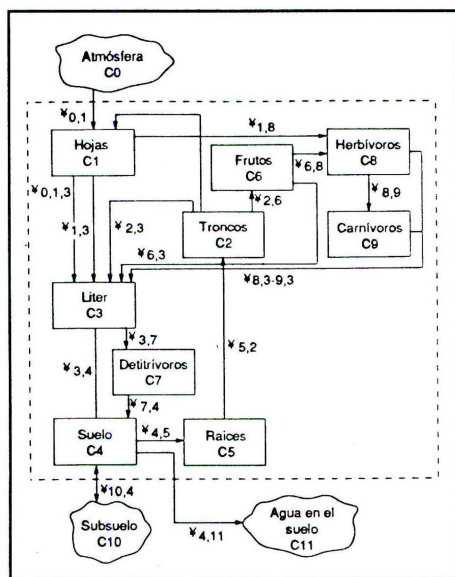 Atmósfera
C0
¥0,1
Hojas
C1
¥1,8
Herbívoros
C8
Frutos
C6
¥6,8
¥0,1,3
¥1,3
¥2,3
Troncos
C2
¥2,6
¥8,9
Carnívoros
C9
¥6,3
¥8,3-9,3
Líter
C3
¥3,7
¥5,2
¥3,4
Detitrívoros
C7
¥7,4
Suelo
C4
¥4,5
Raices
C5
¥10,4
Subsuelo
C10
¥4,11
Agua en el
suelo
C11